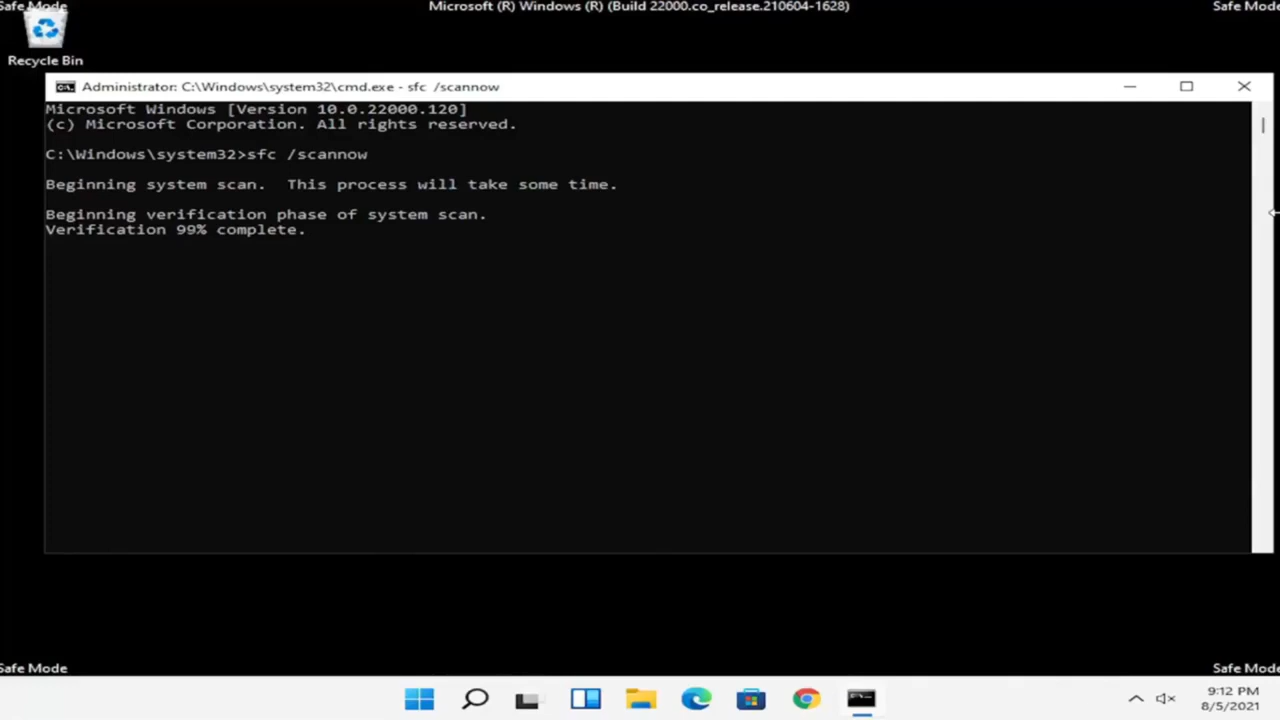 Safe Mode
Microsoft (R) Windows (R) (Build 22000.co_release.210604-1628)
Safe Mode
Recycle Bin
Administrator: C:\Windows\system32\cmd.exe - sfc  /scannow
Microsoft Windows [Version 10.0.22000.120]
(c) Microsoft Corporation. All rights reserved.
C:\Windows\system32>sfc /scannow
Beginning system scan.  This process will take some time.
Beginning verification phase of system scan.
Verification 99% complete.
Safe Mode
Safe Mode
9:12 PM
8/5/2021